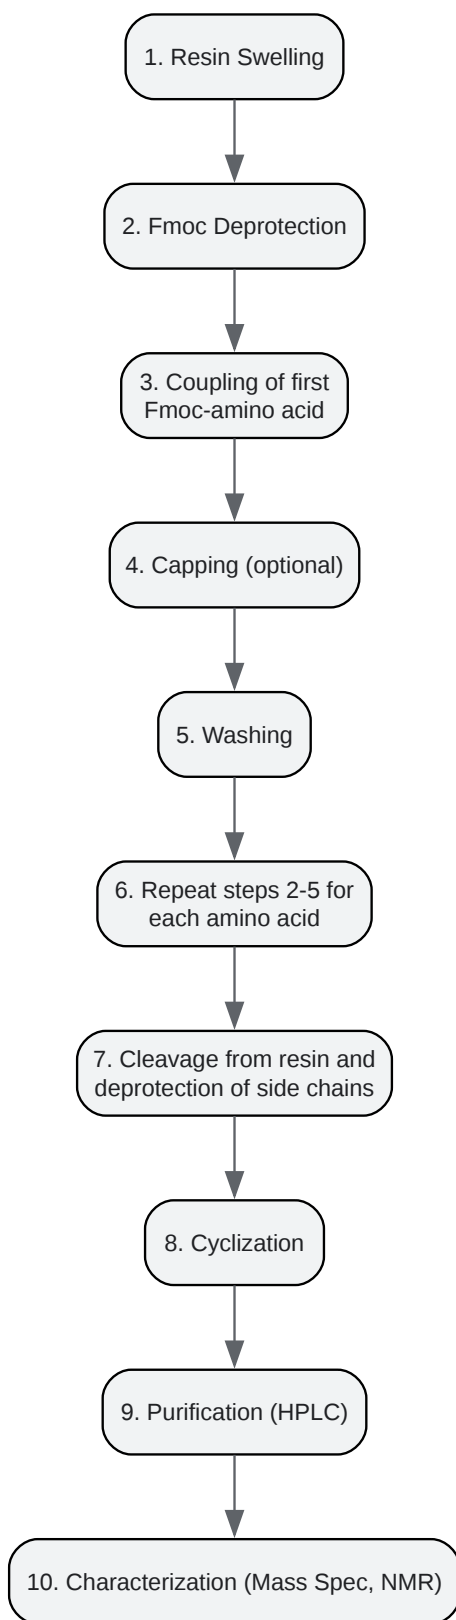 1. Resin Swelling
2. Fmoc Deprotection
3. Coupling of first
Fmoc-amino acid
4. Capping (optional)
5. Washing
6. Repeat steps 2-5 for
each amino acid
7. Cleavage from resin and
deprotection of side chains
8. Cyclization
9. Purification (HPLC)
10. Characterization (Mass Spec, NMR)